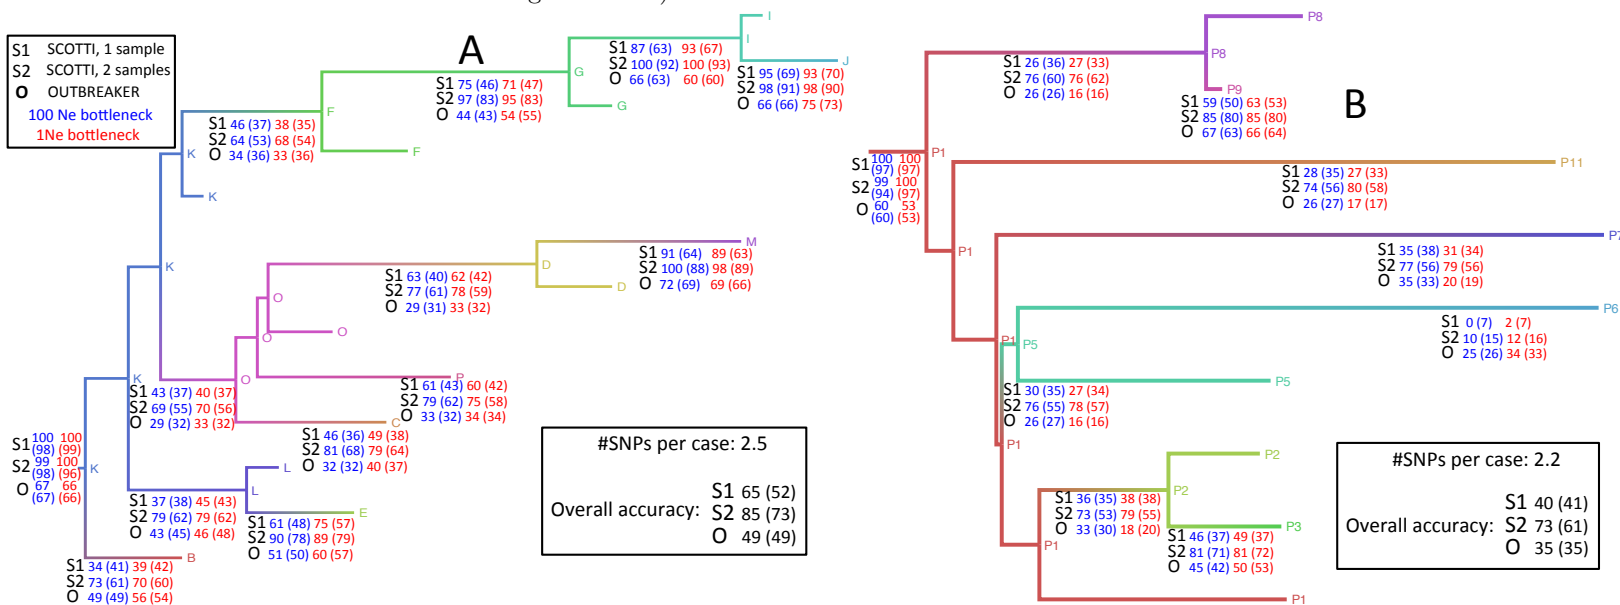 S1 SCOTTI, 1 sample
S2 SCOTTI, 2 samples
O OUTBREAKER
100 Ne bottleneck
1Ne bottleneck
A
I
I
S1 87 (63) 93 (67)
S2 100 (92) 100 (93)
O 66 (63) 60 (60)
J
S1 95 (69) 93 (70)
S2 98 (91) 98 (90)
O 66 (66) 75 (73)
G
S1 75 (46) 71 (47)
S2 97 (83) 95 (83)
O 44 (43) 54 (55)
G
F
S1 46 (37) 38 (35)
S2 64 (53) 68 (54)
O 34 (36) 33 (36)
F
K
K
K
M
S1 91 (64) 89 (63)
S2 100 (88) 98 (89)
O 72 (69) 69 (66)
D
S1 63 (40) 62 (42)
S2 77 (61) 78 (59)
O 29 (31) 33 (32)
D
O
O
O
P
S1 61 (43) 60 (42)
S2 79 (62) 75 (58)
O 33 (32) 34 (34)
K
O
S1 43 (37) 40 (37)
S2 69 (55) 70 (56)
O 29 (32) 33 (32)
C
S1 46 (36) 49 (38)
S2 81 (68) 79 (64)
O 32 (32) 40 (37)
K
S1 100 (98) 100 (99)
S2 99 (98) 100 (96)
O 67 (67) 66 (66)
L
L
S1 37 (38) 45 (43)
S2 79 (62) 79 (62)
O 43 (45) 46 (48)
E
S1 61 (48) 75 (57)
S2 90 (78) 89 (79)
O 51 (50) 60 (57)
B
S1 34 (41) 39 (42)
S2 73 (61) 70 (60)
O 49 (49) 56 (54)
#SNPs per case: 2.5
Overall accuracy:
S1 65 (52)
S2 85 (73)
O 49 (49)
B
P8
P8
S1 26 (36) 27 (33)
S2 76 (60) 76 (62)
O 26 (26) 16 (16)
P9
S1 59 (50) 63 (53)
S2 85 (80) 85 (80)
O 67 (63) 66 (64)
P1
S1 100 (97) 100 (97)
S2 99 (94) 100 (97)
O 60 (60) 53 (53)
P11
S1 28 (35) 27 (33)
S2 74 (56) 80 (58)
O 26 (27) 17 (17)
P1
P7
S1 35 (38) 31 (34)
S2 77 (56) 79 (56)
O 35 (33) 20 (19)
P6
S1 0 (7) 2 (7)
S2 10 (15) 12 (16)
O 25 (26) 34 (33)
P1
P5
P5
S1 30 (35) 27 (34)
S2 76 (55) 78 (57)
O 26 (27) 16 (16)
P1
P2
P2
S1 36 (35) 38 (38)
S2 73 (53) 79 (55)
O 33 (30) 18 (20)
P3
S1 46 (37) 49 (37)
S2 81 (71) 81 (72)
O 45 (42) 50 (53)
P1
P1
#SNPs per case: 2.2
Overall accuracy:
S1 40 (41)
S2 73 (61)
O 35 (35)